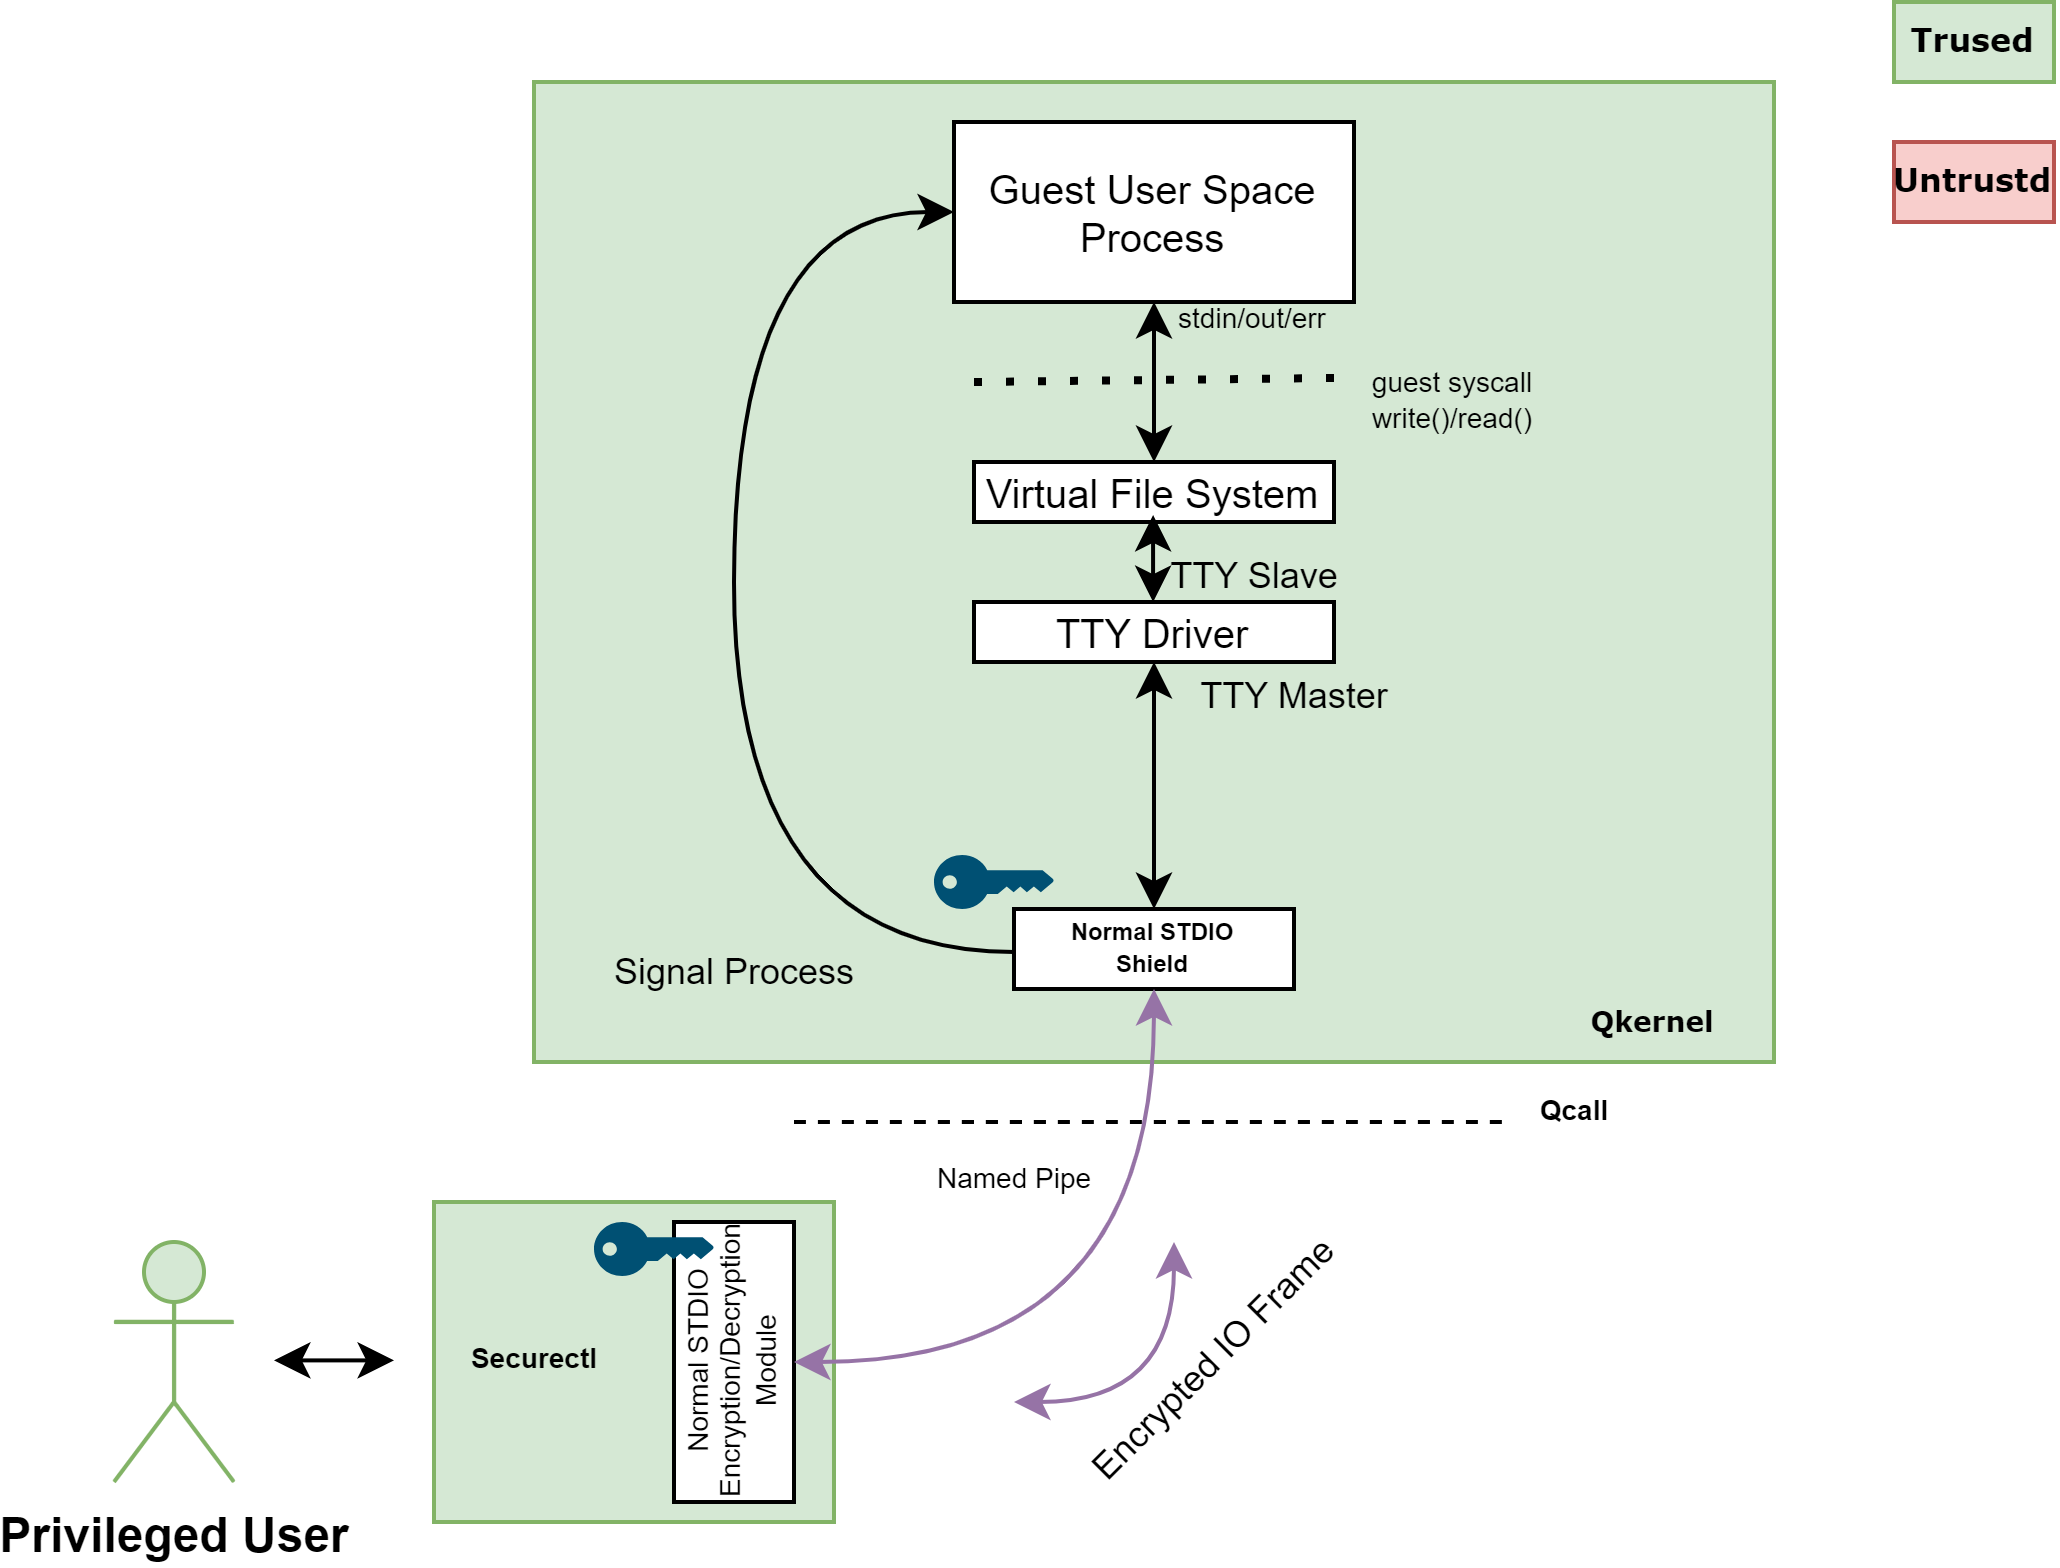 Trused
Untrustd
Guest User Space
Process
stdin/out/err
guest syscall
write()/read()
Virtual File System
TTY Slave
TTY Driver
TTY Master
Normal STDIO
Shield
Signal Process
Qkernel
Qcall
Named Pipe
Securectl
Normal STDIO
Encryption/Decryption
Module
Encrypted IO Frame
Privileged User